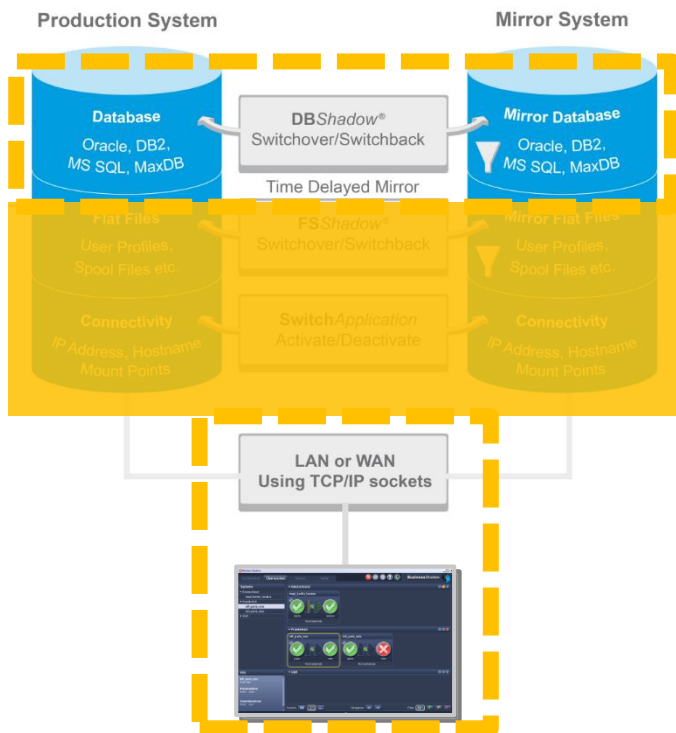 Production System
Mirror System
Database
Oracle, DB2,
MS SQL, MaxDB
DBShadow®
Switchover/Switchback
Mirror Database
Oracle, DB2,
MS SQL, MaxDB
Time Delayed Mirror
Flat Files
User Profiles,
Spool Files etc.
FSShadow®
Switchover/Switchback
Mirror Flat Files
User Profiles,
Spool Files etc.
Connectivity
IP Address, Hostname
Mount Points
SwitchApplication
Activate/Deactivate
Connectivity
IP Address, Hostname
Mount Points
LAN or WAN
Using TCP/IP sockets